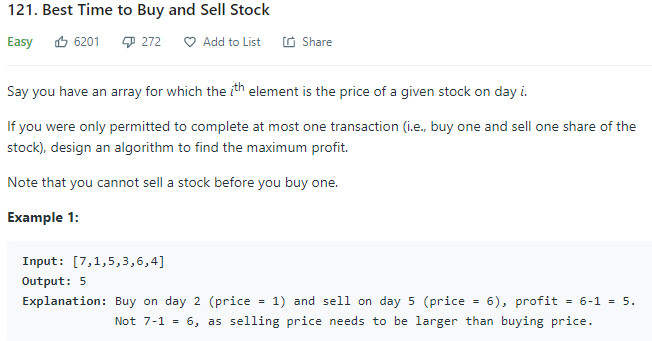 121. Best Time to Buy and Sell Stock
Easy 6201 272 Add to List Share
Say you have an array for which the ith element is the price of a given stock on day i.
If you were only permitted to complete at most one transaction (i.e., buy one and sell one share of the
stock), design an algorithm to find the maximum profit.
Note that you cannot sell a stock before you buy one.
Example 1:
Input: [7,1,5,3,6,4]
Output: 5
Explanation: Buy on day 2 (price = 1) and sell on day 5 (price = 6), profit = 6-1 = 5.
Not 7-1 = 6, as selling price needs to be larger than buying price.